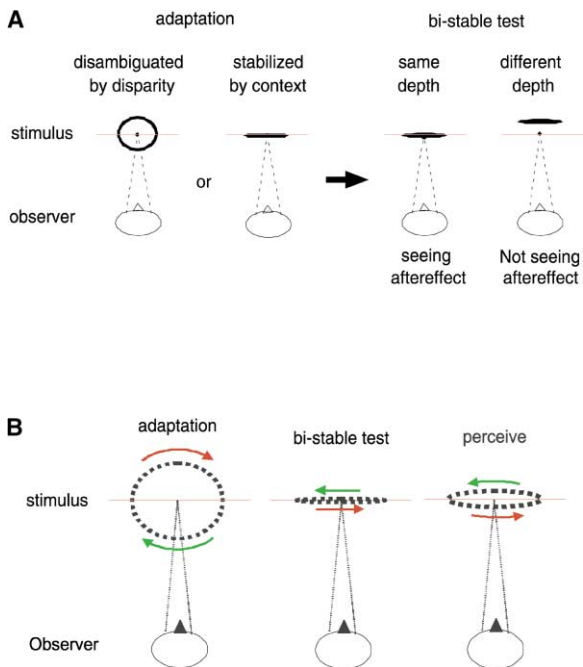 A
adaptation
bi-stable test
disambiguated
by disparity
stabilized
by context
same
depth
different
depth
stimulus
or
observer
seeing
aftereffect
Not seeing
aftereffect
B
adaptation
bi-stable test
perceive
stimulus
Observer